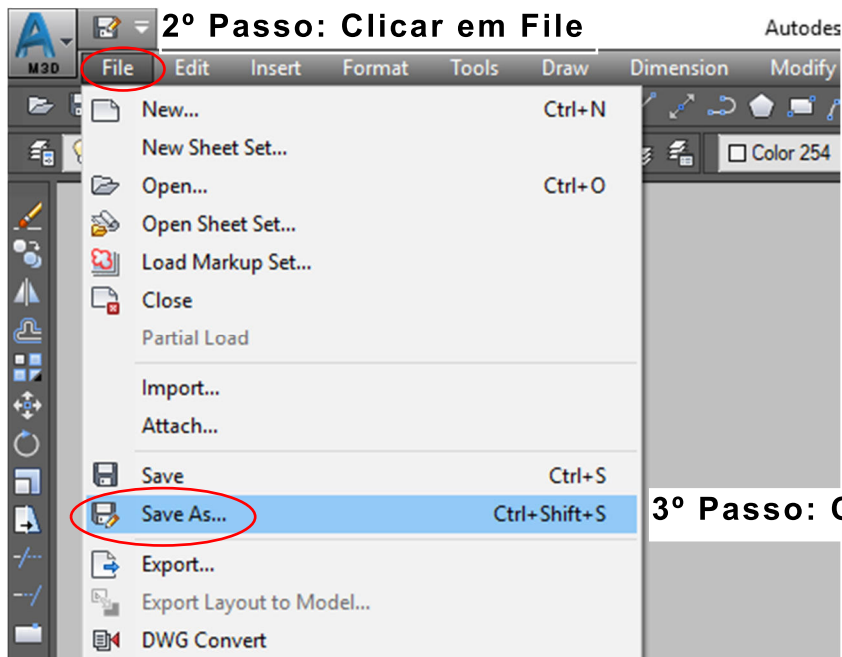 2º Passo: Clicar em File
Autodes
M3D
File Edit Insert Format Tools Draw Dimension Modify
New... Ctrl+N
New Sheet Set...
Color 254
Open... Ctrl+O
Open Sheet Set...
Load Markup Set...
Close
Partial Load
Import...
Attach...
Save Ctrl+S
Save As... Ctrl+Shift+S
3º Passo: C
Export...
Export Layout to Model...
DWG Convert